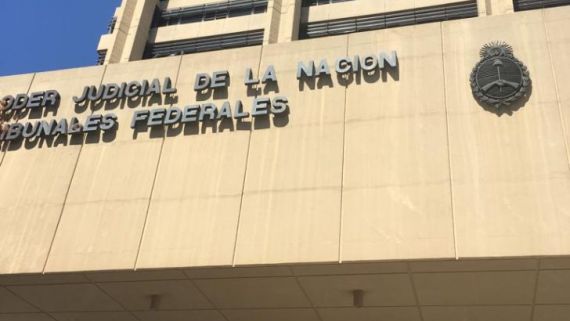 ODER JUDICIAL DE LA NACION
IBUNALES FEDERALES